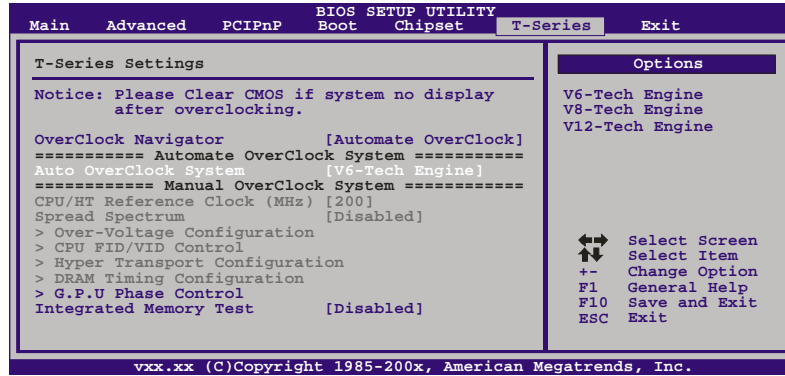 BIOS SETUP UTILITY
Main Advanced PCIPnP Boot Chipset T-Series Exit
T-Series Settings
Notice: Please Clear CMOS if system no display
after overclocking.
OverClock Navigator [Automate OverClock]
=========== Automate OverClock System ===========
Auto OverClock System [V6-Tech Engine]
============ Manual OverClock System ============
CPU/HT Reference Clock (MHz) [200]
Spread Spectrum [Disabled]
> Over-Voltage Configuration
> CPU FID/VID Control
> Hyper Transport Configuration
> DRAM Timing Configuration
> G.P.U Phase Control
Integrated Memory Test [Disabled]
Options
V6-Tech Engine
V8-Tech Engine
V12-Tech Engine
Select Screen
Select Item
+- Change Option
F1 General Help
F10 Save and Exit
ESC Exit
vxx.xx (C)Copyright 1985-200x, American Megatrends, Inc.